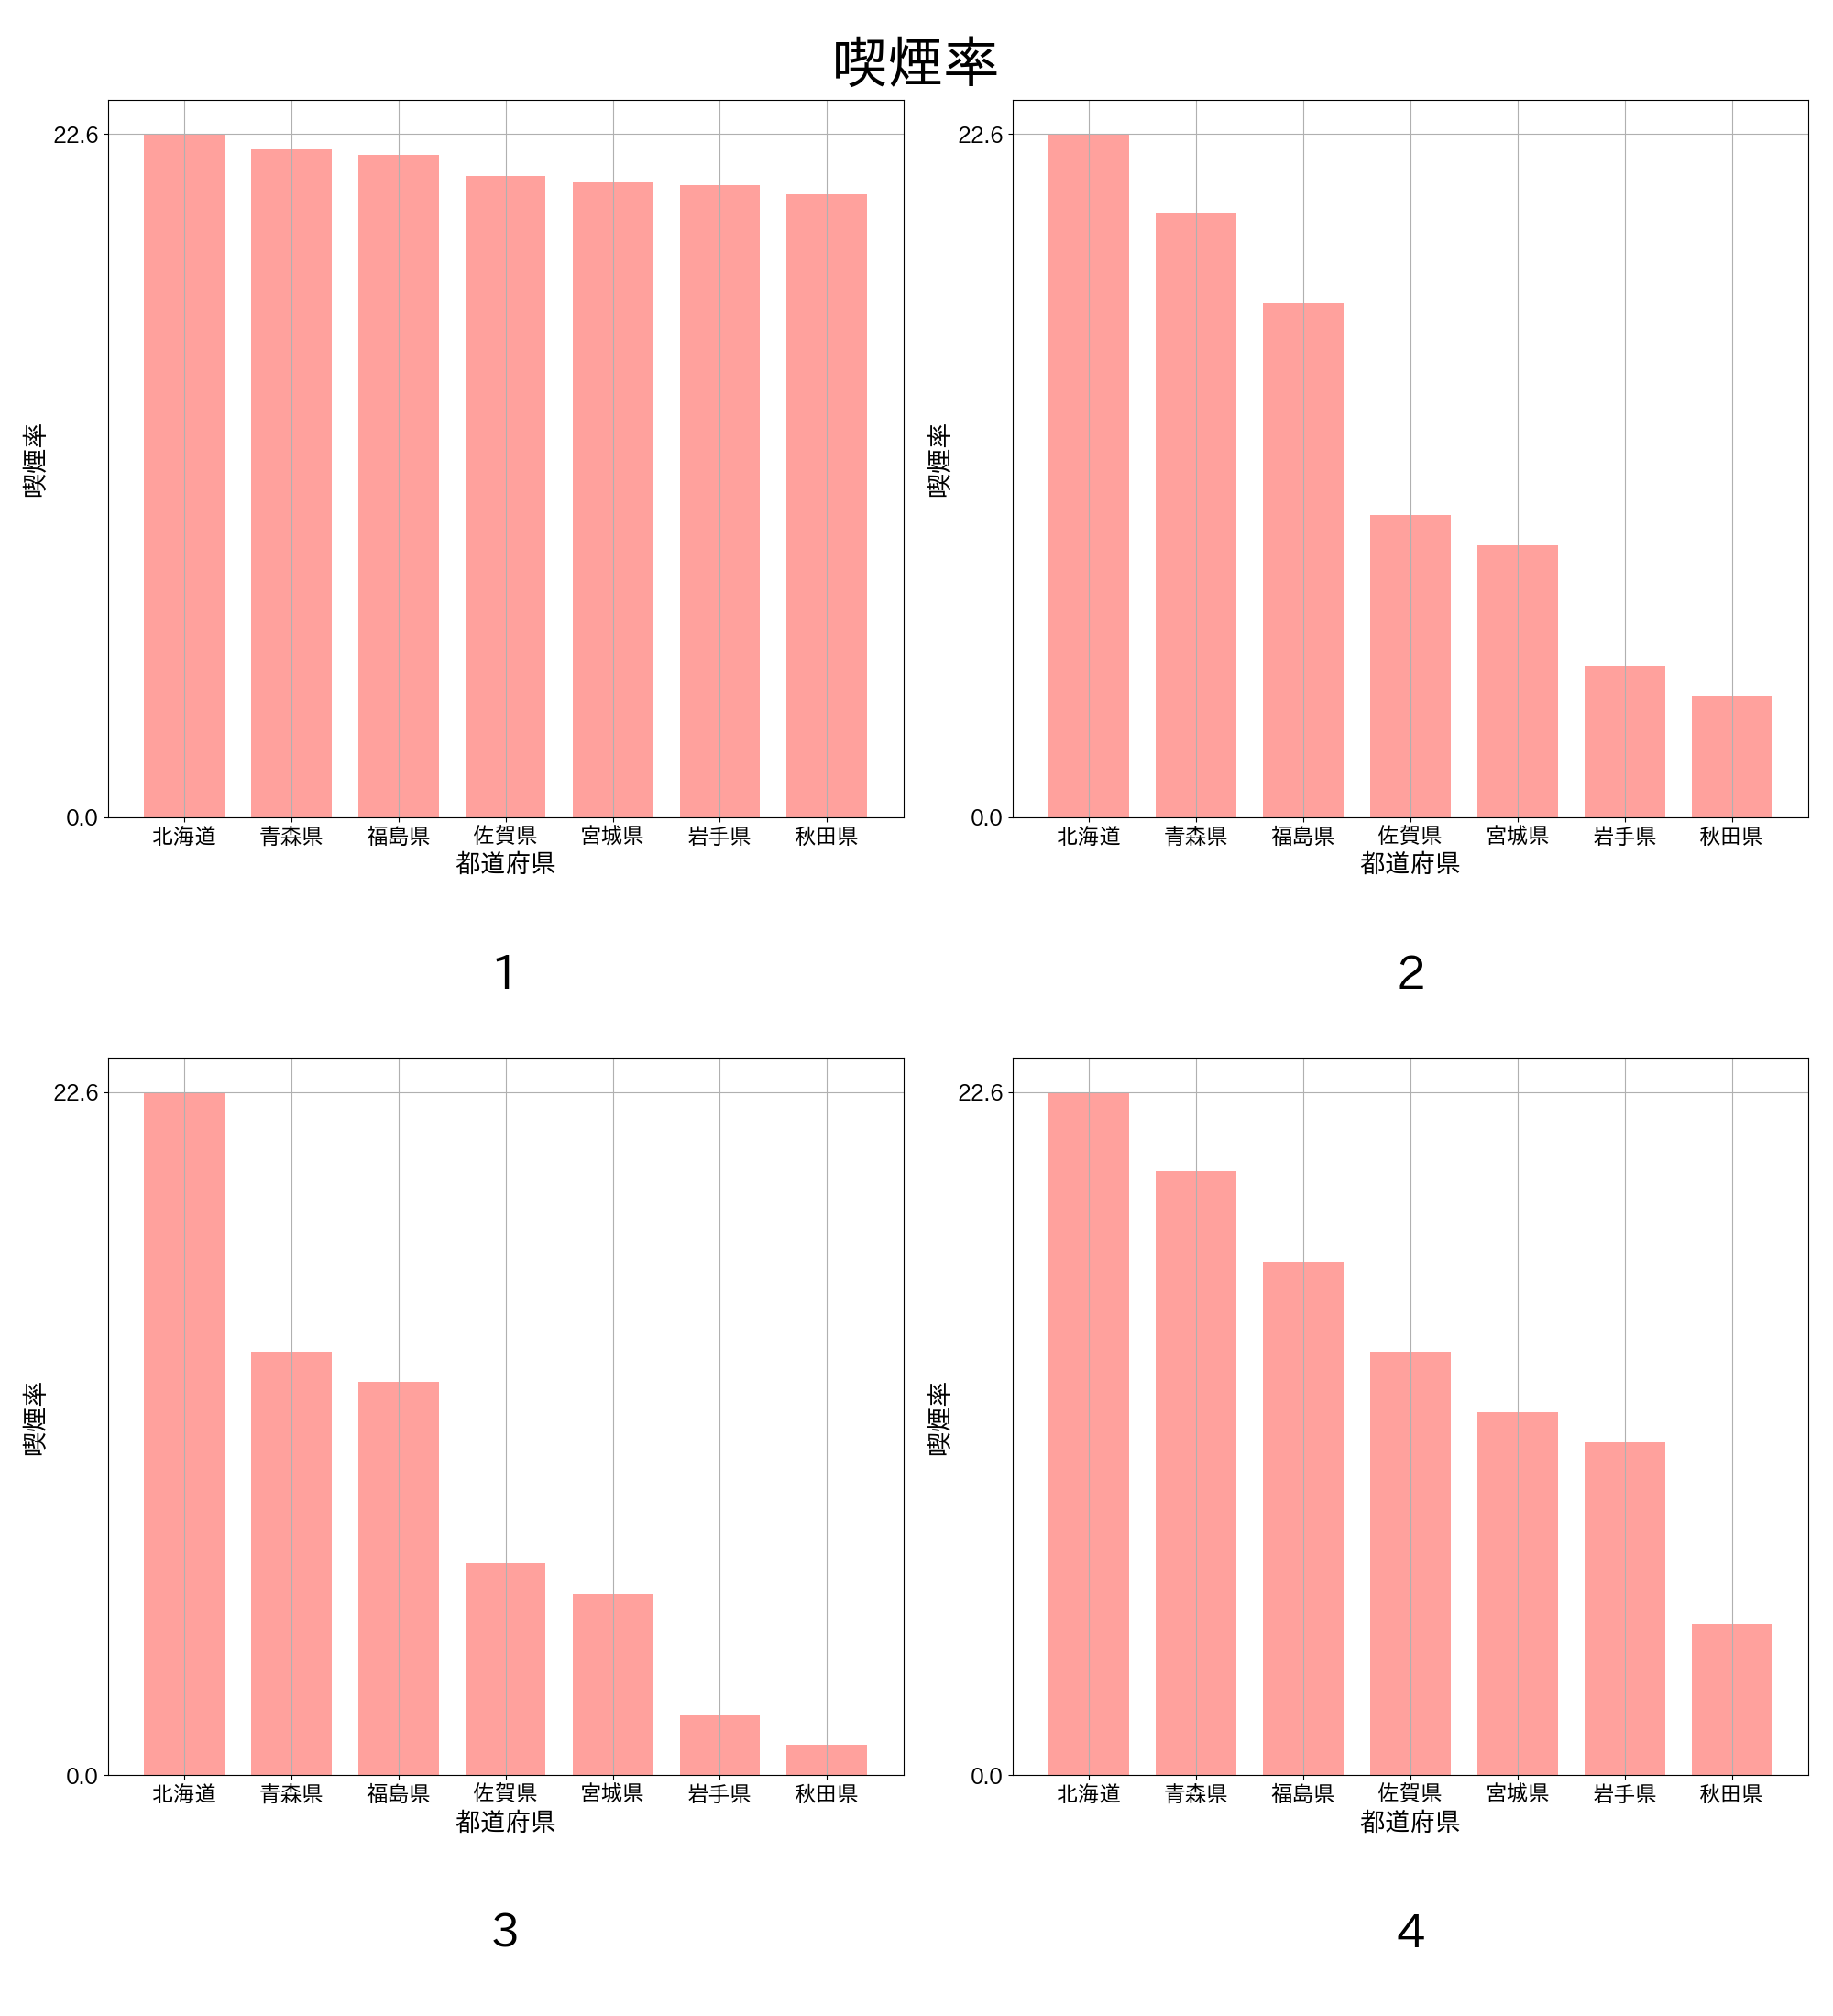 喫煙率
22.6
喫煙率
0.0
北海道 青森県 福島県 佐賀県 宮城県 岩手県 秋田県
都道府県
1
22.6
喫煙率
0.0
北海道 青森県 福島県 佐賀県 宮城県 岩手県 秋田県
都道府県
2
22.6
喫煙率
0.0
北海道 青森県 福島県 佐賀県 宮城県 岩手県 秋田県
都道府県
3
22.6
喫煙率
0.0
北海道 青森県 福島県 佐賀県 宮城県 岩手県 秋田県
都道府県
4